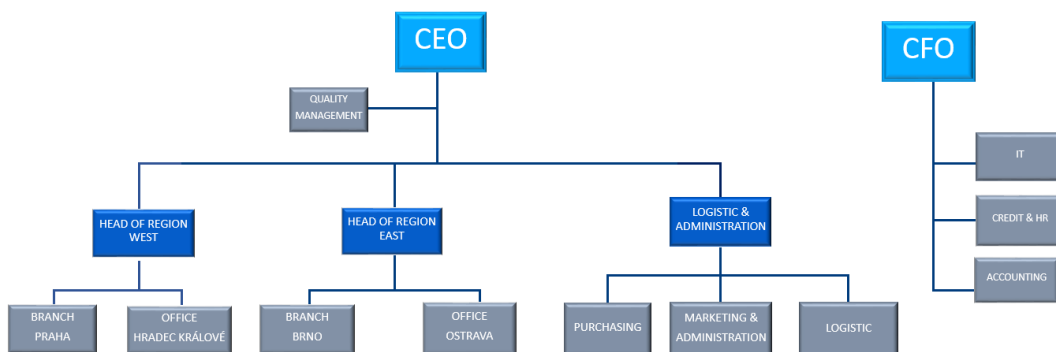 CEO
CFO
QUALITY
MANAGEMENT
IT
HEAD OF REGION
WEST
HEAD OF REGION
EAST
LOGISTIC &
ADMINISTRATION
CREDIT & HR
ACCOUNTING
BRANCH
PRAHA
OFFICE
HRADEC KRÁLOVÉ
BRANCH
BRNO
OFFICE
OSTRAVA
PURCHASING
MARKETING &
ADMINISTRATION
LOGISTIC